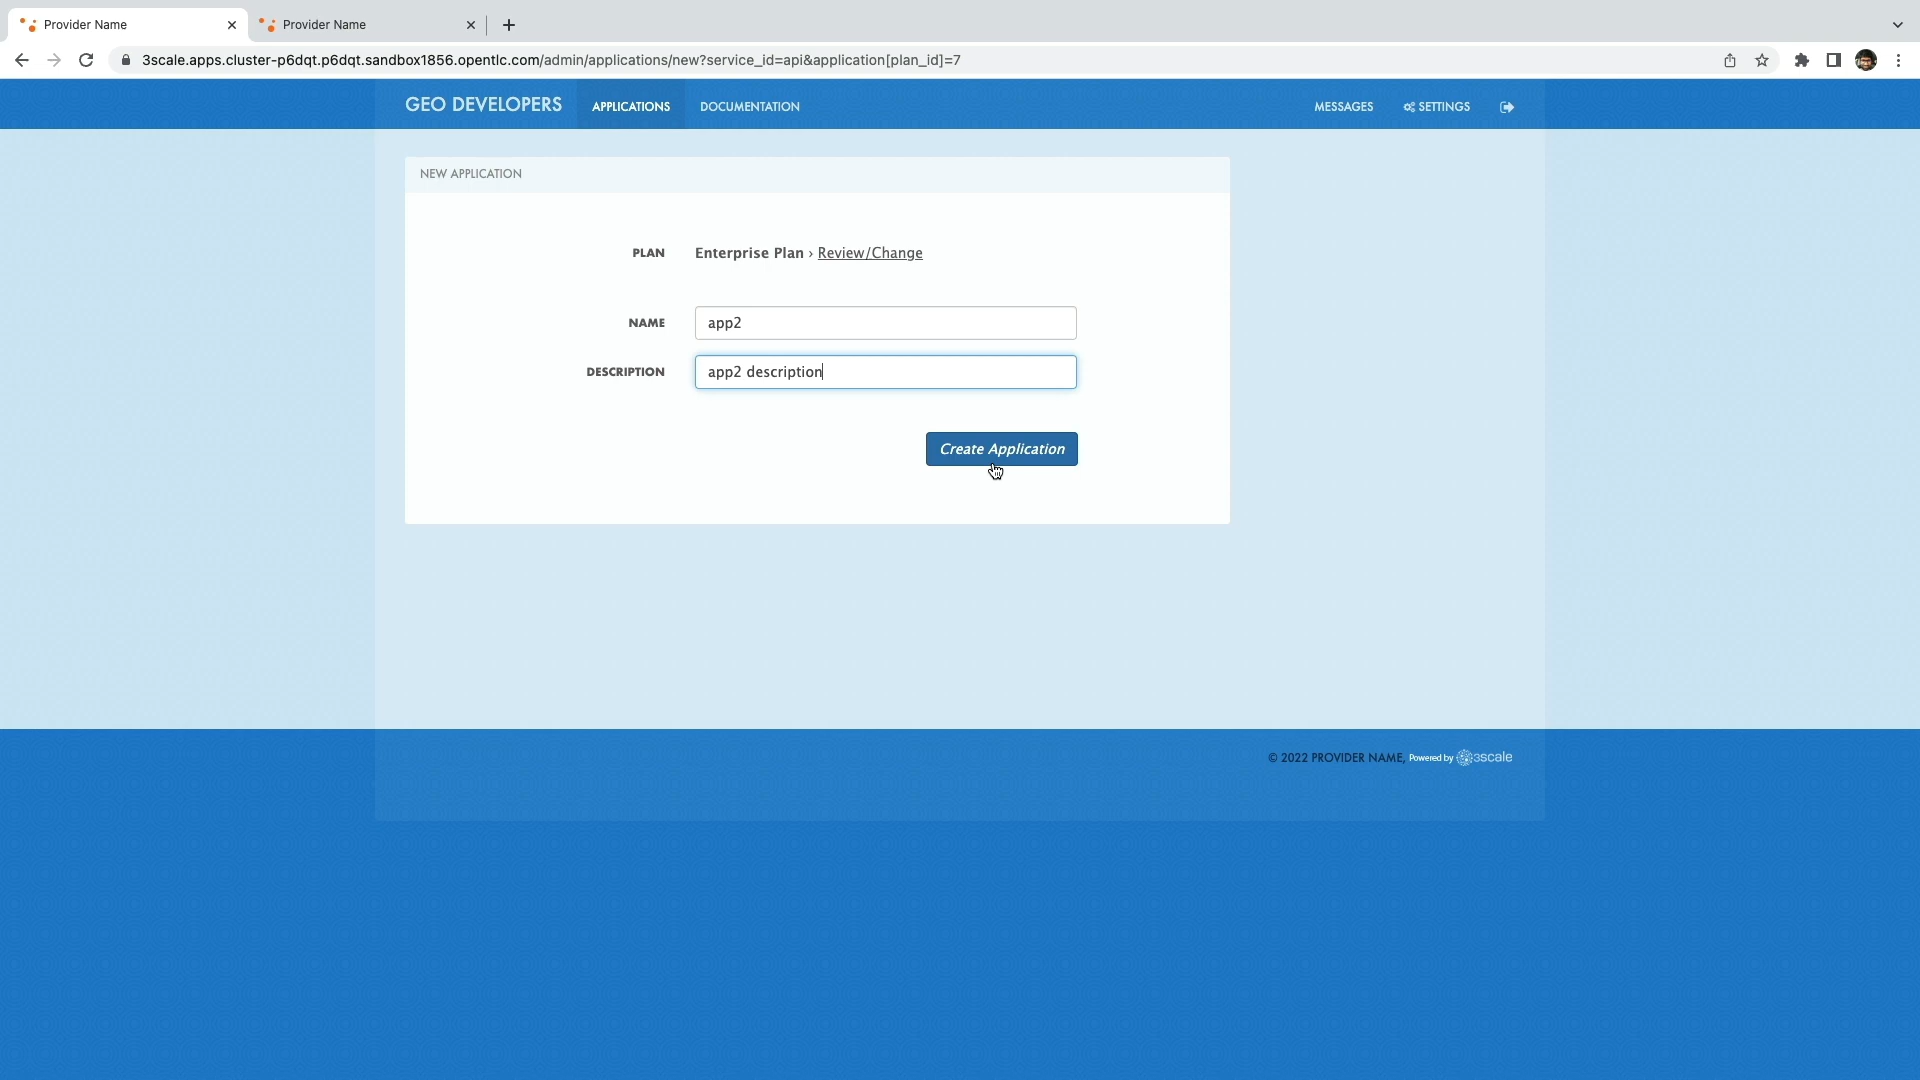 Provider Name
Provider Name
3scale.apps.cluster-p6dqt.p6dqt.sandbox1856.opentlc.com/admin/applications/new?service_id=api&application[plan_id]=7
GEO DEVELOPERS APPLICATIONS DOCUMENTATION MESSAGES SETTINGS
NEW APPLICATION
PLAN Enterprise Plan › Review/Change
NAME app2
DESCRIPTION app2 description
Create Application
© 2022 PROVIDER NAME, Powered by 3scale